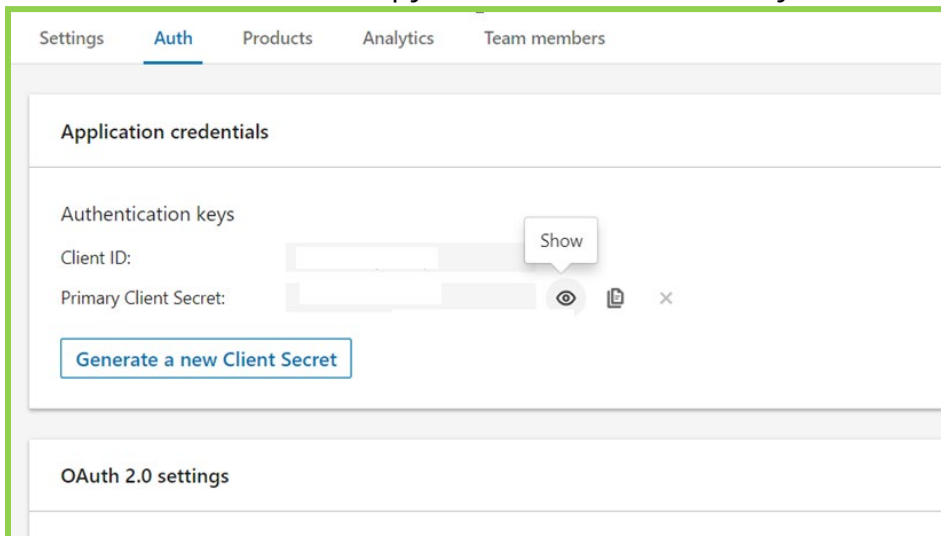 Settings Auth Products Analytics Team members
Application credentials
Authentication keys
Show
Client ID:
Primary Client Secret:
Generate a new Client Secret
OAuth 2.0 settings